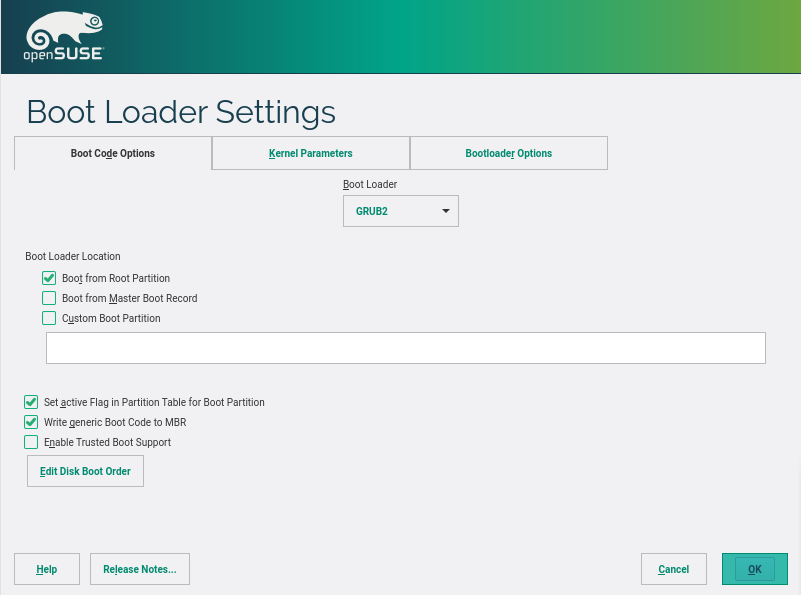 openSUSE
Boot Loader Settings
Boot Code Options
Kernel Parameters
Bootloader Options
Boot Loader
GRUB2
Boot Loader Location
Boot from Root Partition
Boot from Master Boot Record
Custom Boot Partition
Set active Flag in Partition Table for Boot Partition
Write generic Boot Code to MBR
Enable Trusted Boot Support
Edit Disk Boot Order
Help
Release Notes...
Cancel
OK